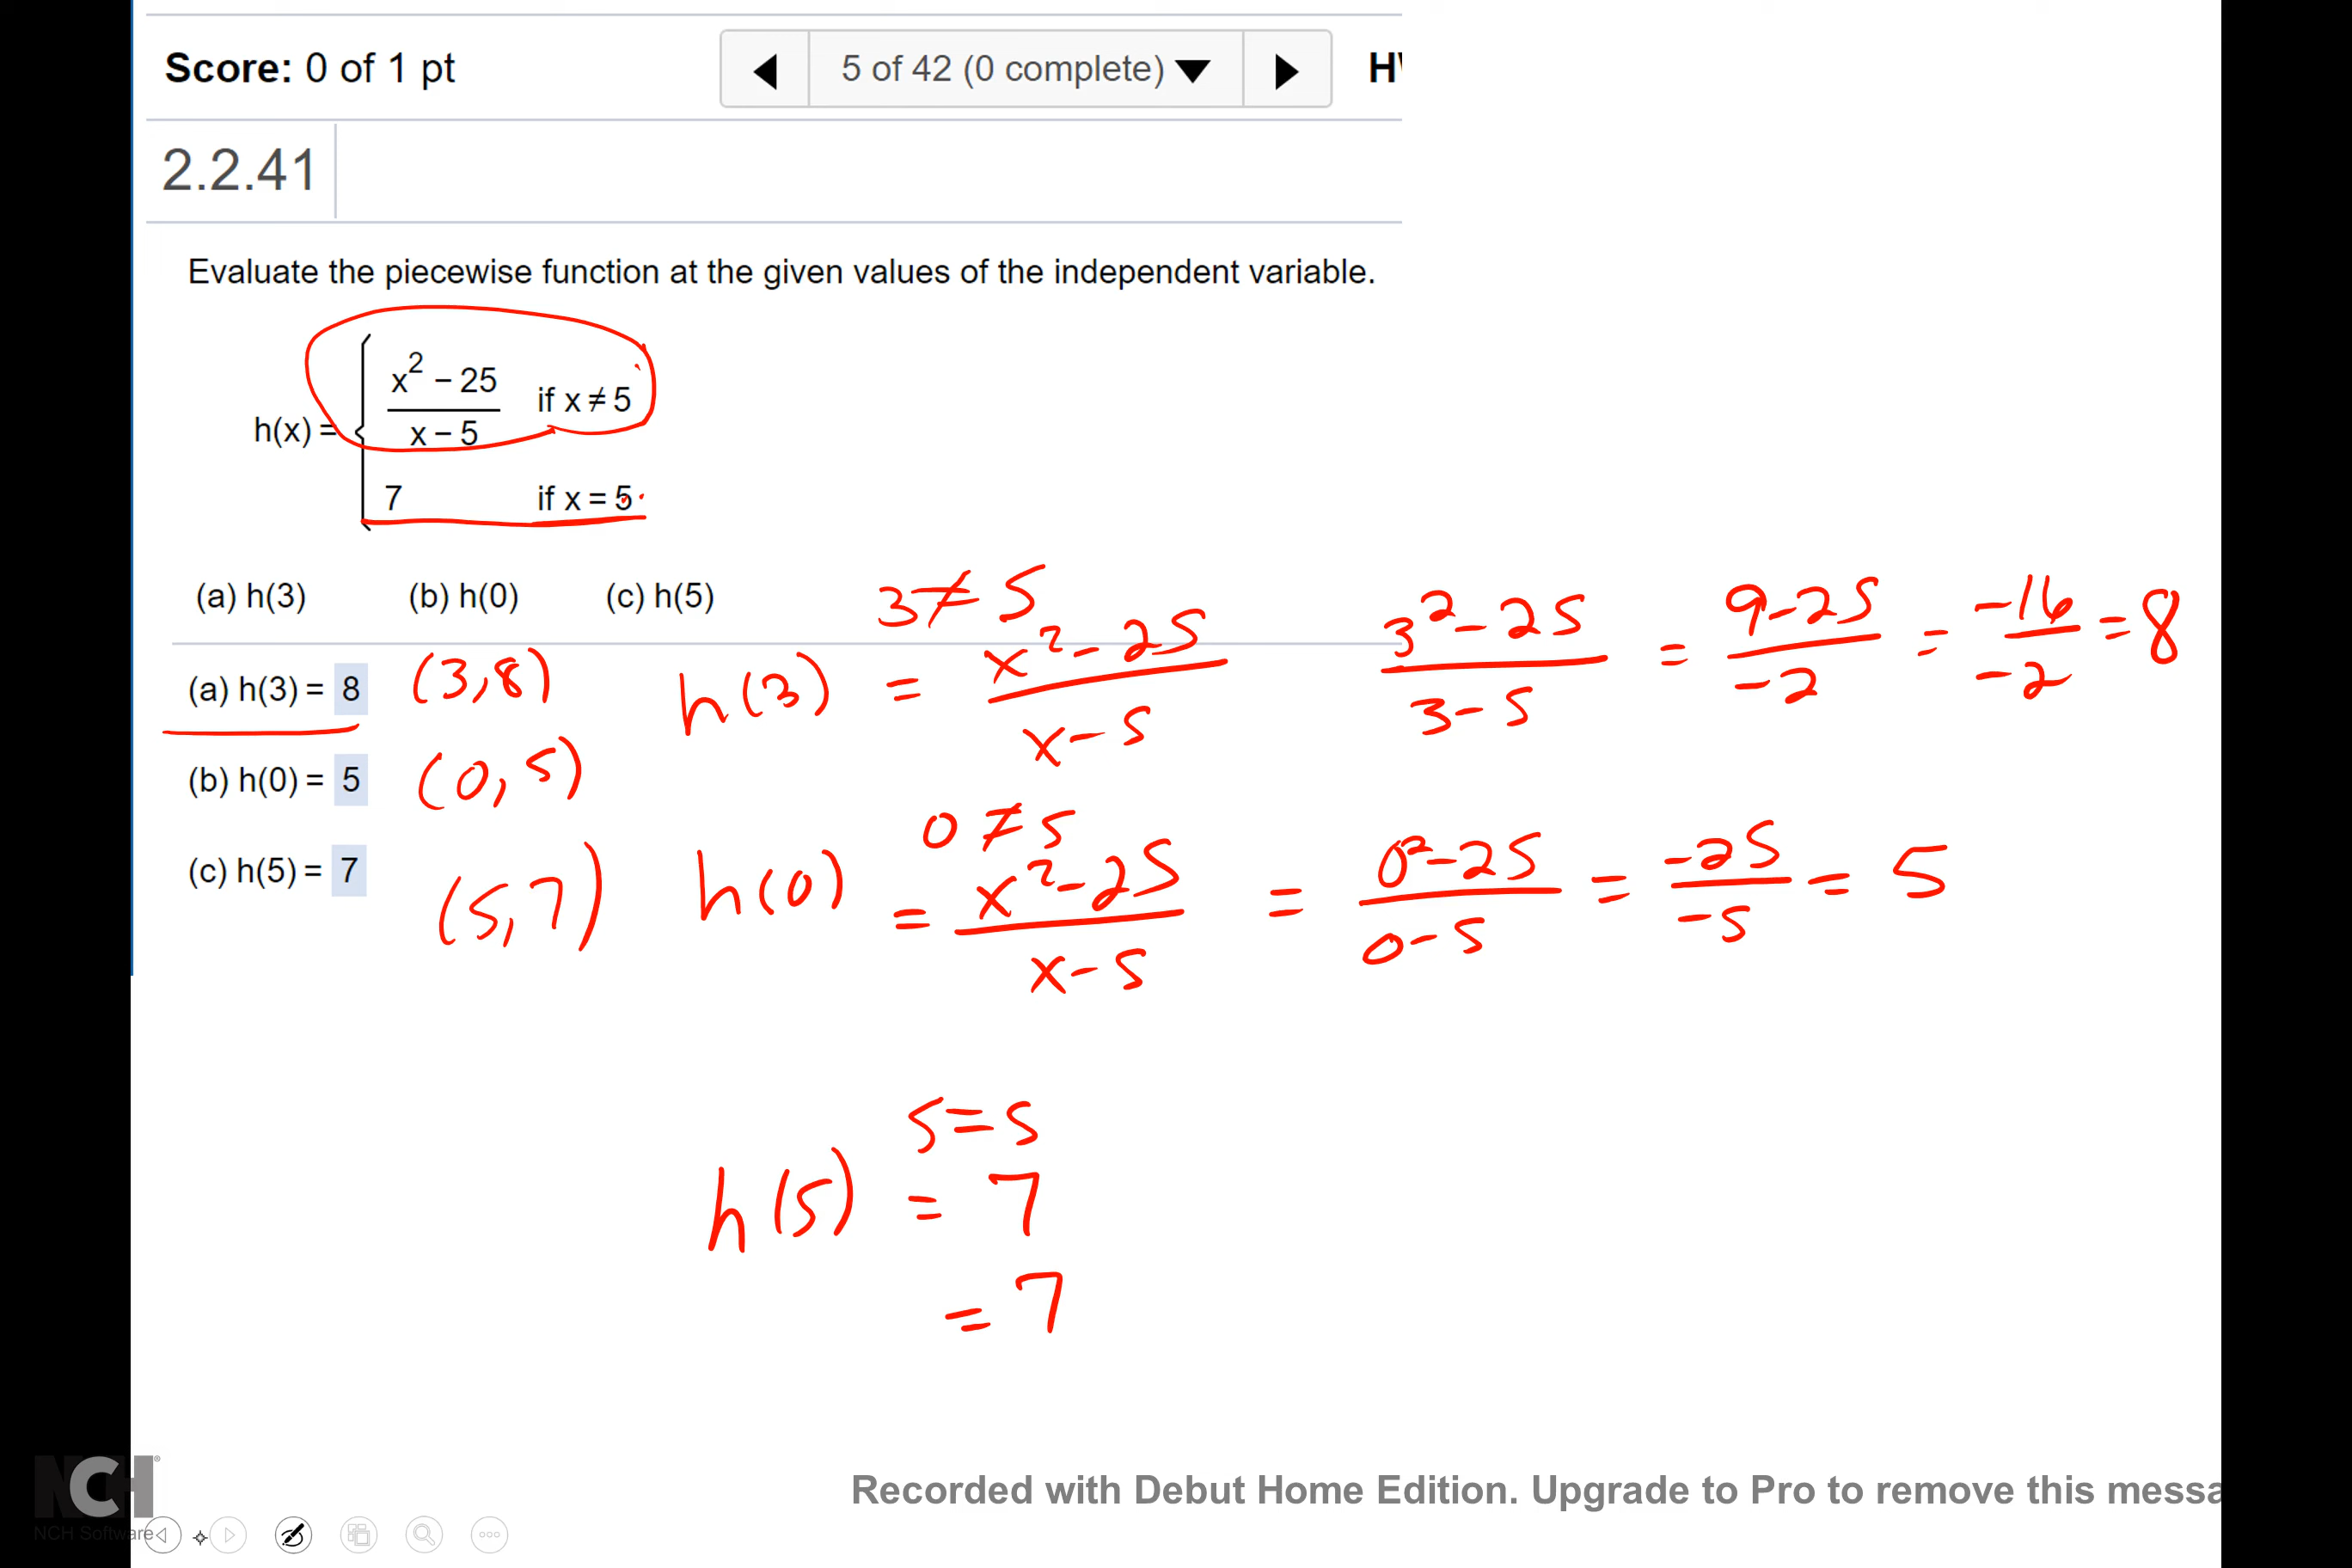 Score: 0 of 1 pt
5 of 42 (0 complete)
2.2.41
Evaluate the piecewise function at the given values of the independent variable.
h(x) = { (x² − 25)/(x − 5) if x ≠ 5
7 if x = 5
(a) h(3) (b) h(0) (c) h(5)
(a) h(3) = 8 (3,8)
(b) h(0) = 5 (0,5)
(c) h(5) = 7 (5,7)
3 ≠ 5
h(3) = (x² − 25)/(x − 5) (3² − 25)/(3 − 5) = (9 − 25)/(−2) = −16/−2 = 8
0 ≠ 5
h(0) = (x² − 25)/(x − 5) = (0² − 25)/(0 − 5) = −25/−5 = 5
5 = 5
h(5) = 7
= 7
Recorded with Debut Home Edition. Upgrade to Pro to remove this messa
NCH
NCH Software